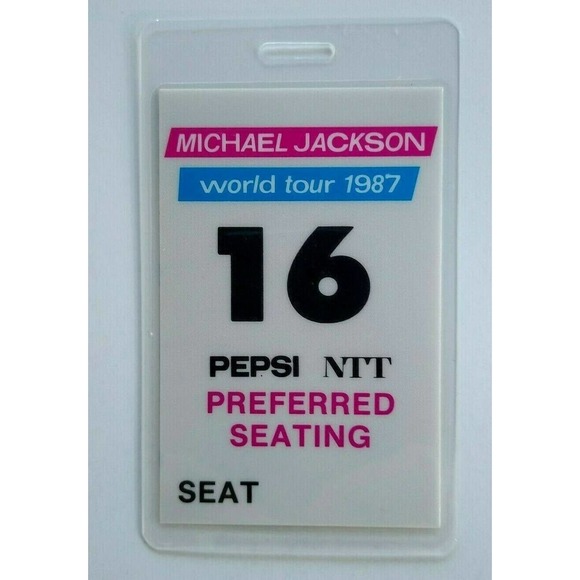 MICHAEL JACKSON
world tour 1987
16
PEPSI NTT
PREFERRED
SEATING
SEAT